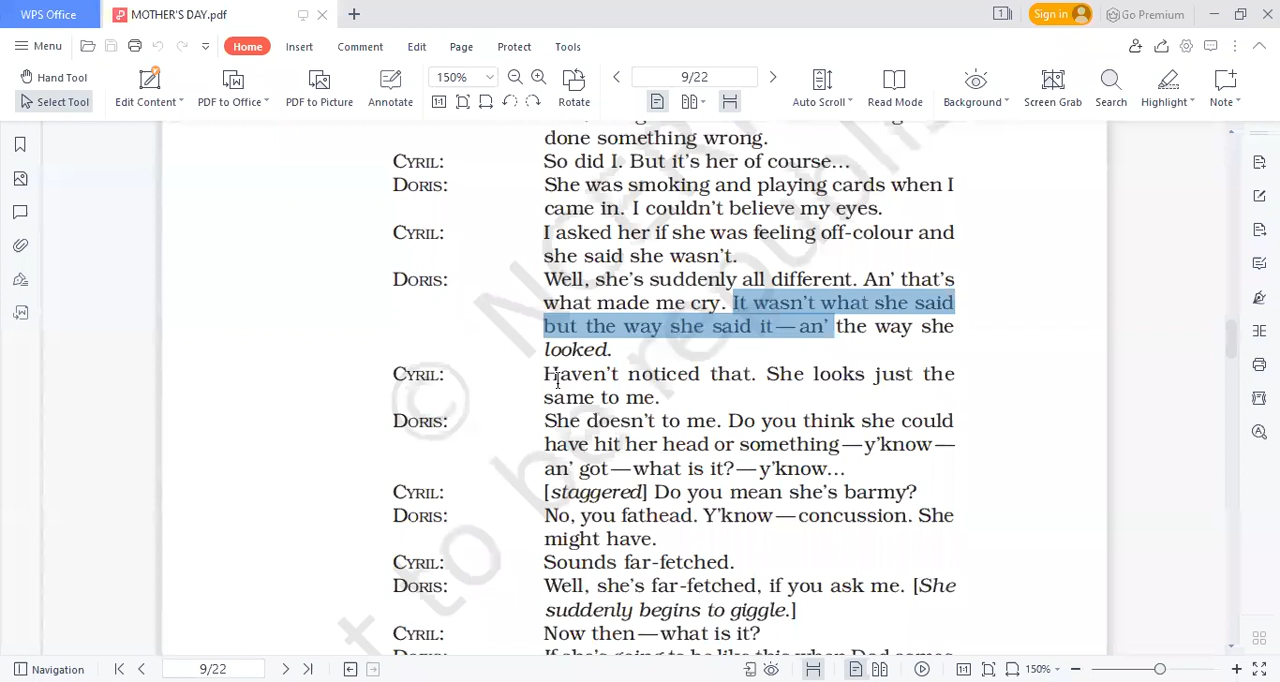 WPS Office
MOTHER'S DAY.pdf
Sign in
Go Premium
Menu
Home
Insert
Comment
Edit
Page
Protect
Tools
Hand Tool
Select Tool
Edit Content
PDF to Office
PDF to Picture
Annotate
150%
Rotate
9/22
Auto Scroll
Read Mode
Background
Screen Grab
Search
Highlight
Note
done something wrong.
CYRIL: So did I. But it's her of course…
DORIS: She was smoking and playing cards when I
came in. I couldn't believe my eyes.
CYRIL: I asked her if she was feeling off-colour and
she said she wasn't.
DORIS: Well, she's suddenly all different. An' that's
what made me cry. It wasn't what she said
but the way she said it — an' the way she
looked.
CYRIL: Haven't noticed that. She looks just the
same to me.
DORIS: She doesn't to me. Do you think she could
have hit her head or something — y'know —
an' got — what is it? — y'know…
CYRIL: [staggered] Do you mean she's barmy?
DORIS: No, you fathead. Y'know — concussion. She
might have.
CYRIL: Sounds far-fetched.
DORIS: Well, she's far-fetched, if you ask me. [She
suddenly begins to giggle.]
CYRIL: Now then — what is it?
Navigation
9/22
150%